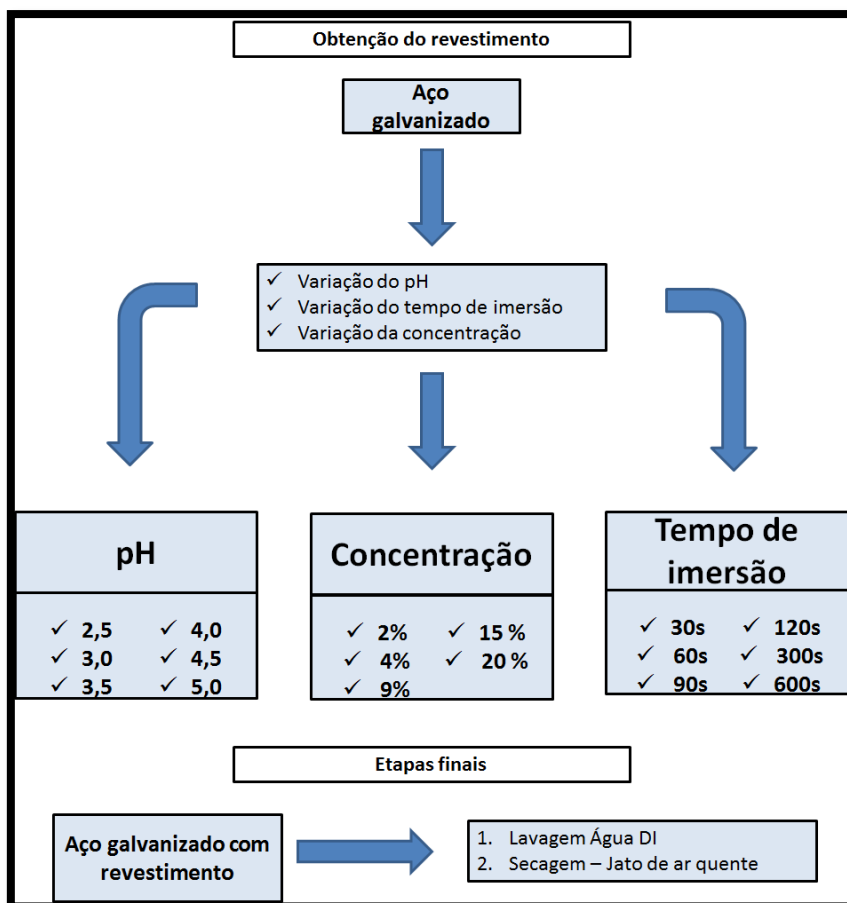 Obtenção do revestimento
Aço
galvanizado
✓ Variação do pH
✓ Variação do tempo de imersão
✓ Variação da concentração
pH
✓ 2,5 ✓ 4,0
✓ 3,0 ✓ 4,5
✓ 3,5 ✓ 5,0
Concentração
✓ 2% ✓ 15 %
✓ 4% ✓ 20 %
✓ 9%
Tempo de
imersão
✓ 30s ✓ 120s
✓ 60s ✓ 300s
✓ 90s ✓ 600s
Etapas finais
Aço galvanizado com
revestimento
1. Lavagem Água DI
2. Secagem – Jato de ar quente